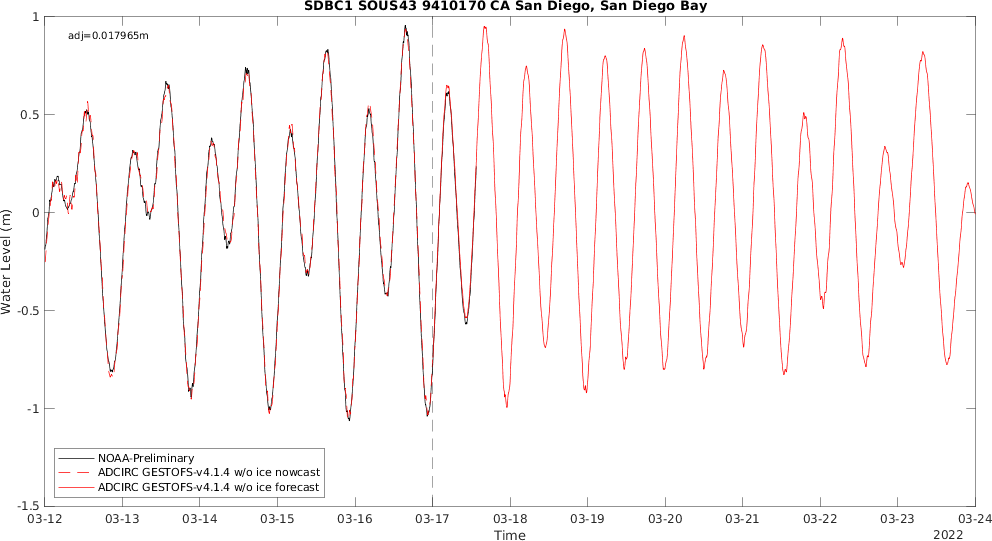 SDBC1 SOUS43 9410170 CA San Diego, San Diego Bay
adj=0.017965m
1
0.5
0
-0.5
-1
-1.5
Water Level (m)
NOAA-Preliminary
ADCIRC GESTOFS-v4.1.4 w/o ice nowcast
ADCIRC GESTOFS-v4.1.4 w/o ice forecast
03-12 03-13 03-14 03-15 03-16 03-17 03-18 03-19 03-20 03-21 03-22 03-23 03-24
Time
2022